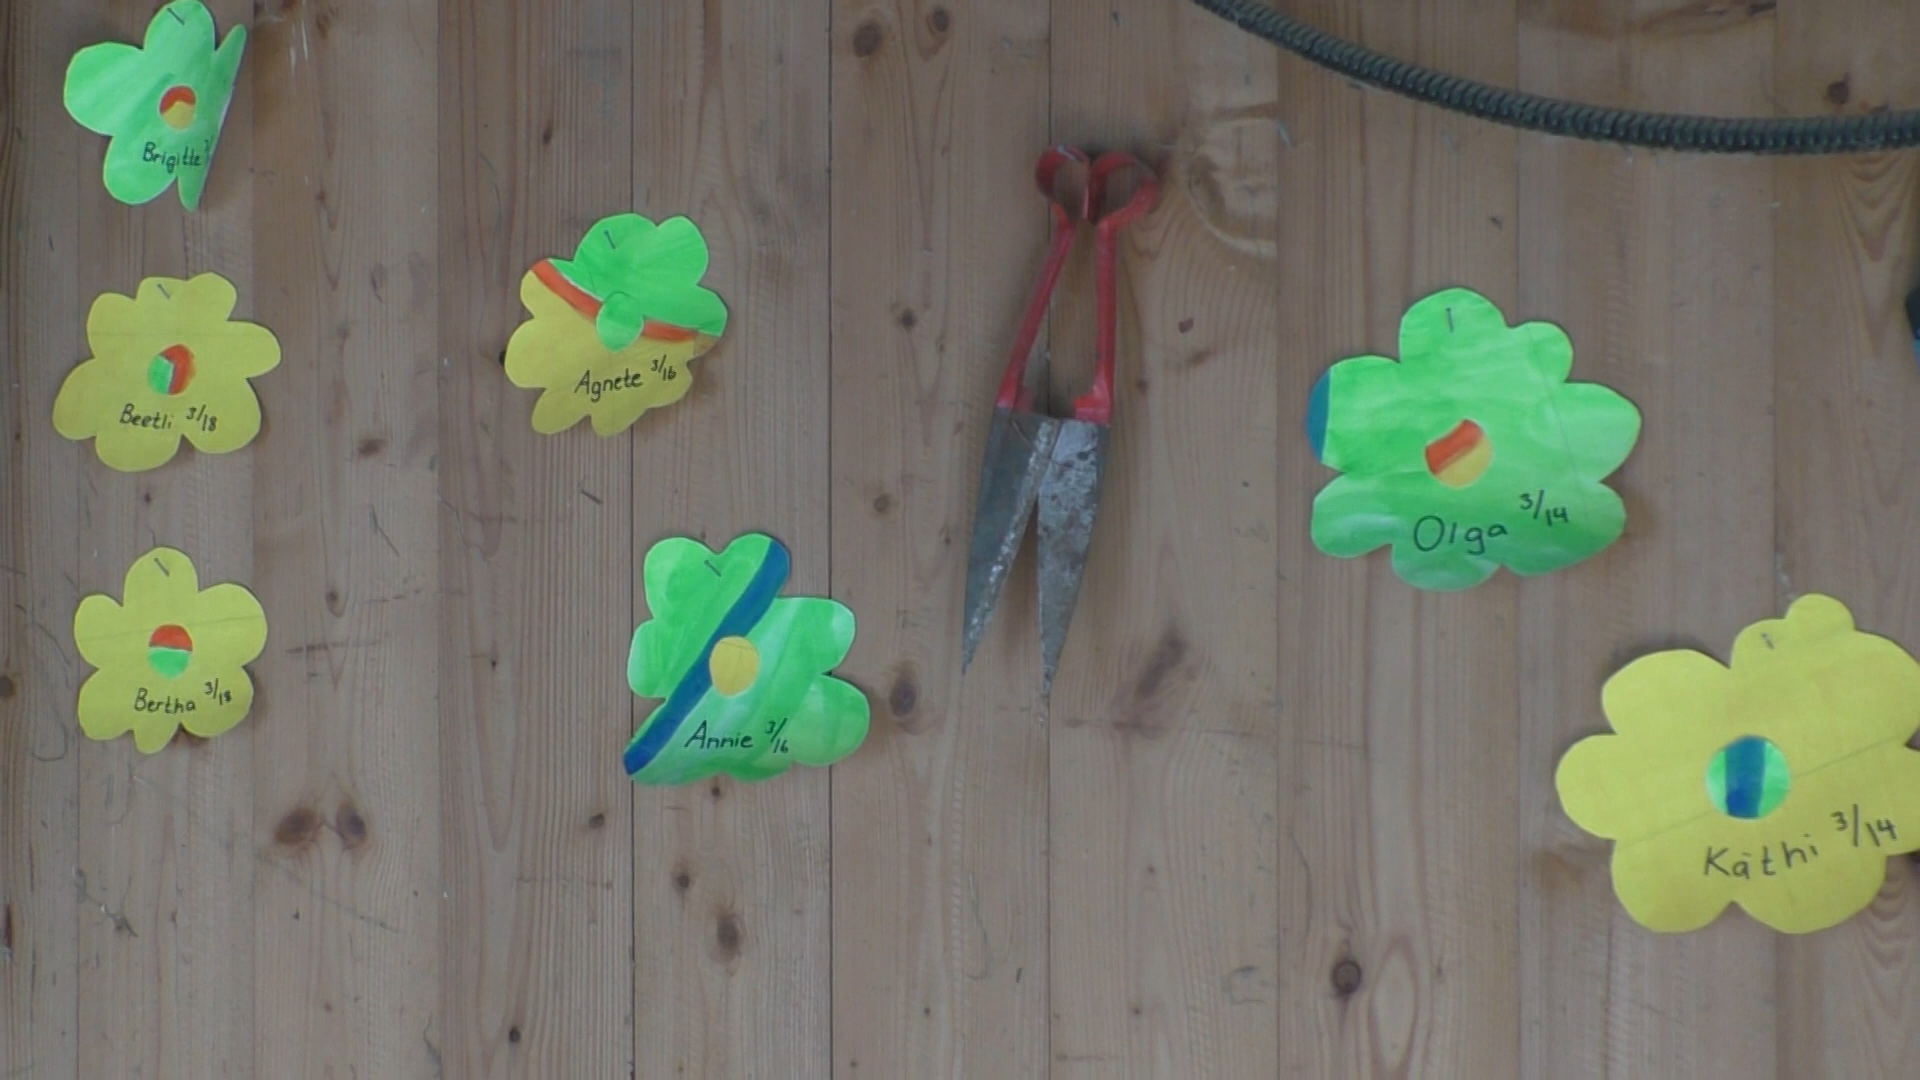 Brigitte
Beetli 3/18
Bertha 3/18
Agnete 3/16
Annie 3/16
Olga 3/14
Käthi 3/14